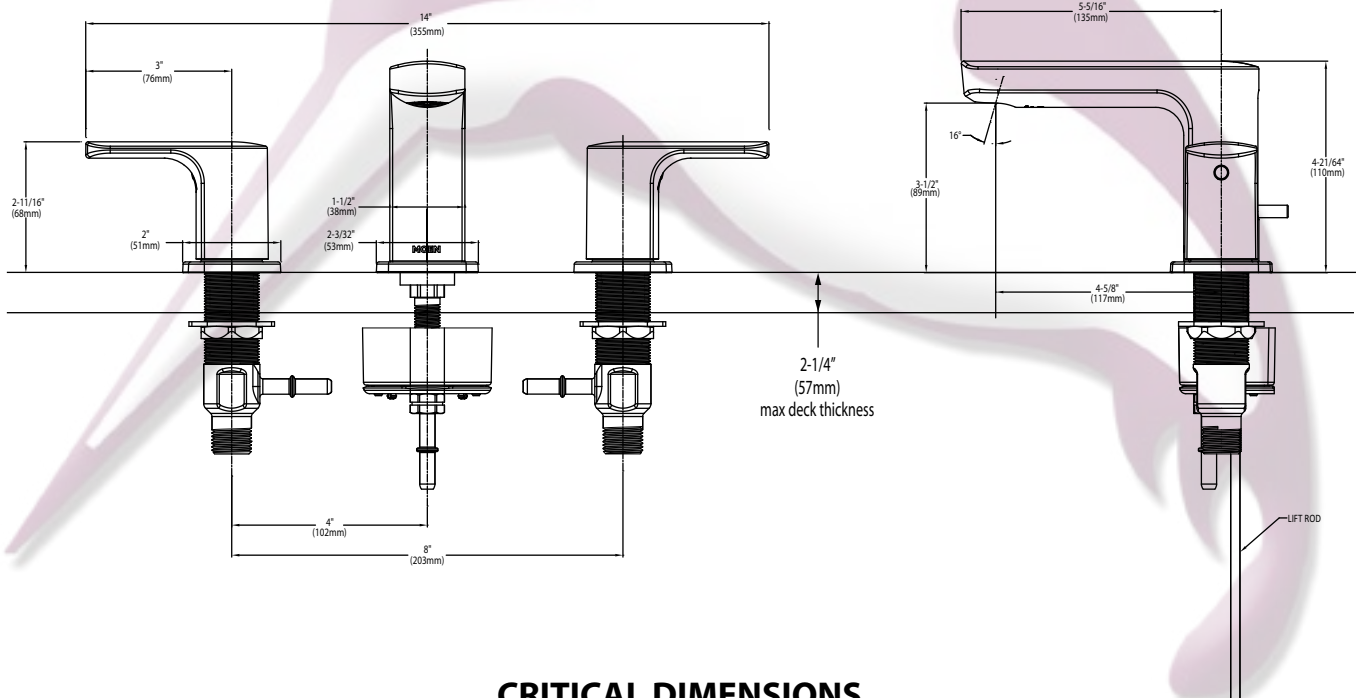 14"
(355mm)
3"
(76mm)
2-11/16"
(68mm)
2"
(51mm)
1-1/2"
(38mm)
2-3/32"
(53mm)
MOEN
5-5/16"
(135mm)
16°
3-1/2"
(89mm)
4-21/64"
(110mm)
4-5/8"
(117mm)
2-1/4"
(57mm)
max deck thickness
4"
(102mm)
8"
(203mm)
LIFT ROD
CRITICAL DIMENSIONS